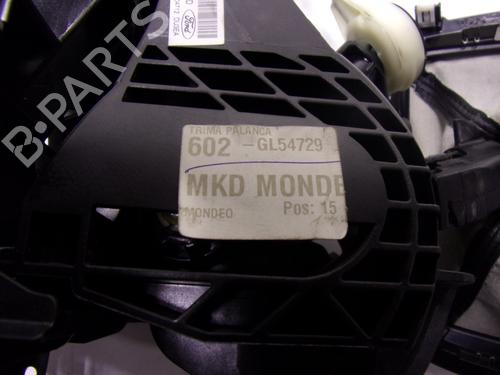 Ford
TRIMA PALANCA
602 -GL54729
MKD MONDE
MONDEO
Pos: 15
B-PARTS